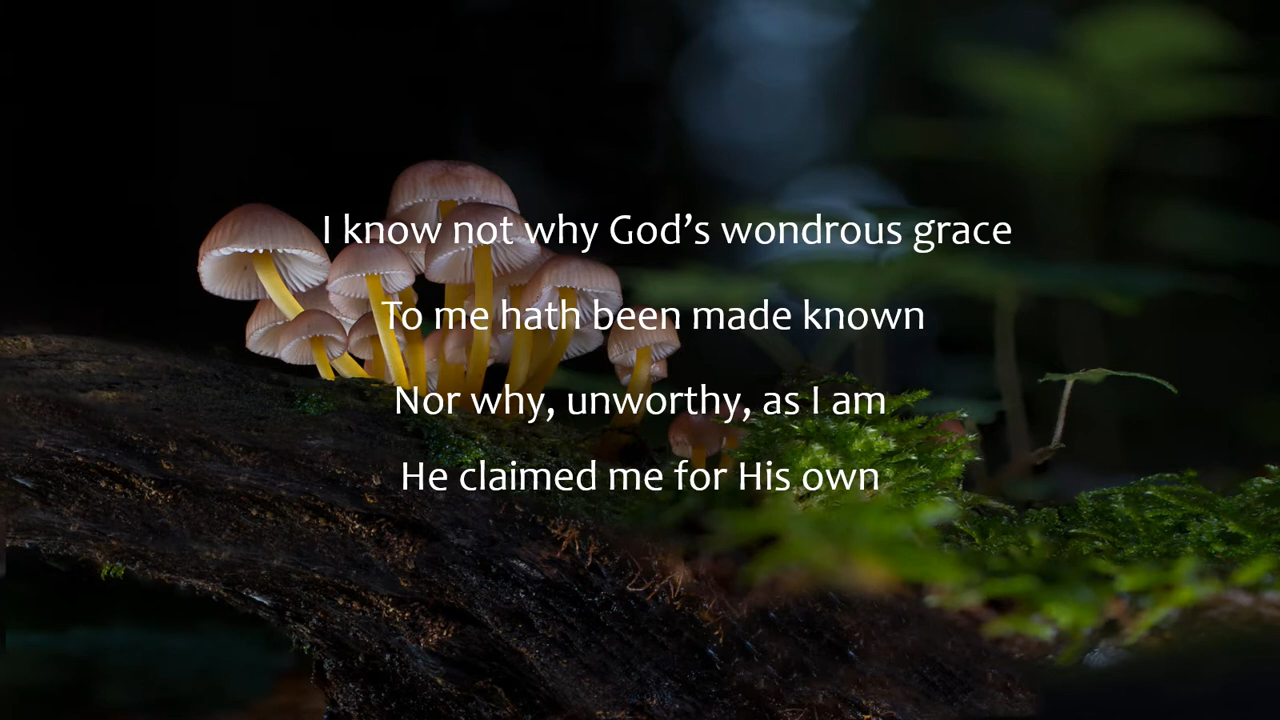 I know not why God’s wondrous grace
To me hath been made known
Nor why, unworthy, as I am
He claimed me for His own